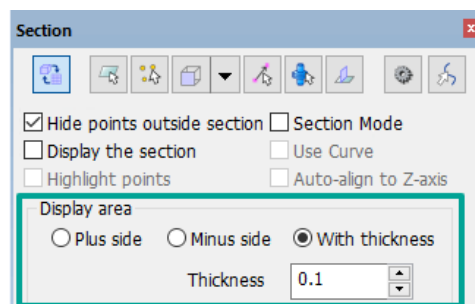 Section
Hide points outside section Section Mode
Display the section Use Curve
Highlight points Auto-align to Z-axis
Display area
Plus side Minus side With thickness
Thickness 0.1